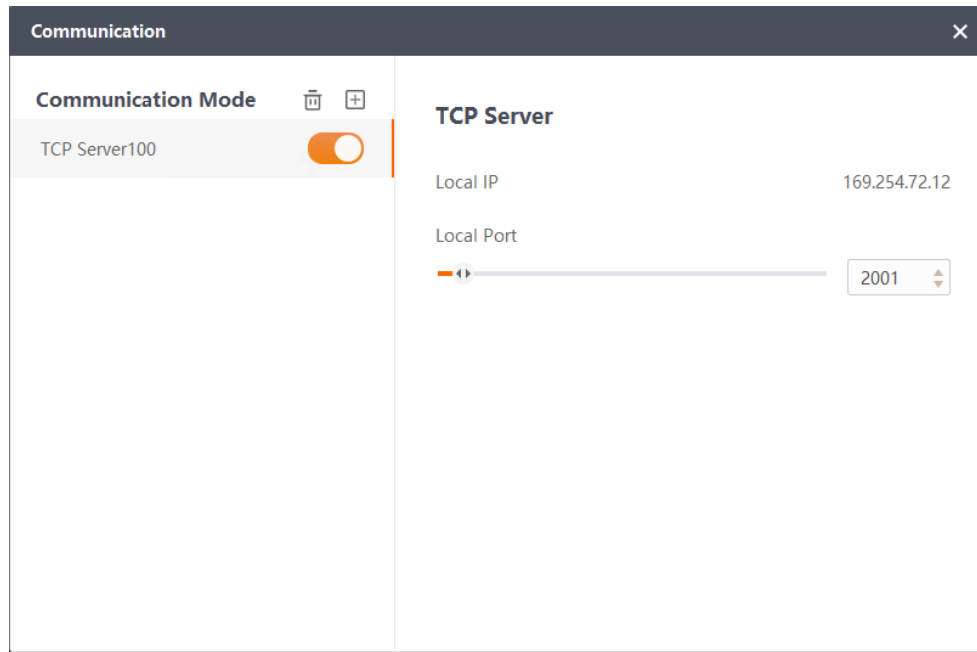 Communication
Communication Mode
TCP Server100
TCP Server
Local IP 169.254.72.12
Local Port
2001